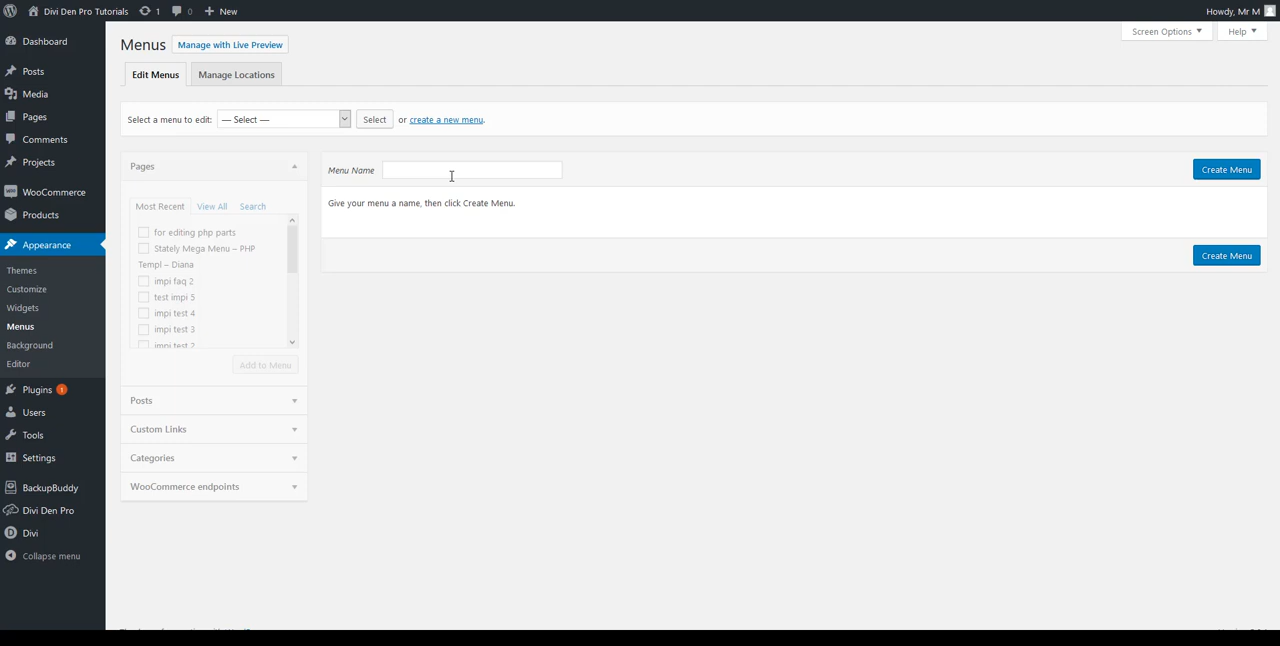 Divi Den Pro Tutorials 1 0 New Howdy, Mr M
Screen Options Help
Menus Manage with Live Preview
Edit Menus Manage Locations
Select a menu to edit: — Select — Select or create a new menu.
Dashboard
Posts
Media
Pages
Comments
Projects
WooCommerce
Products
Appearance
Themes
Customize
Widgets
Menus
Background
Editor
Plugins 1
Users
Tools
Settings
BackupBuddy
Divi Den Pro
Divi
Collapse menu
Pages
Most Recent View All Search
for editing php parts
Stately Mega Menu – PHP
Templ – Diana
impi faq 2
test impi 5
impi test 4
impi test 3
impi test 2
Add to Menu
Posts
Custom Links
Categories
WooCommerce endpoints
Menu Name Create Menu
Give your menu a name, then click Create Menu.
Create Menu